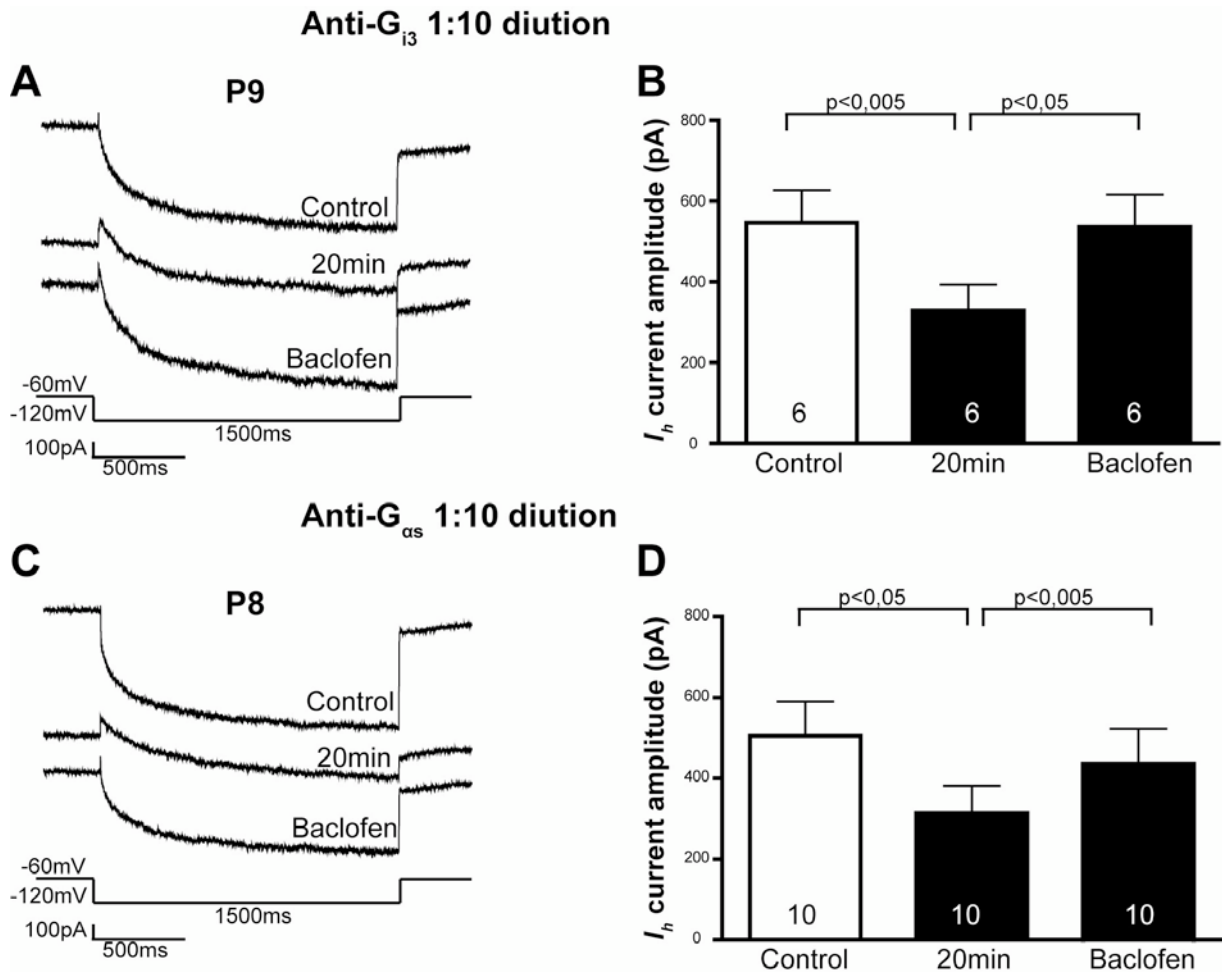 Anti-Gi3 1:10 diution
A
P9
Control
20min
Baclofen
-60mV
-120mV
1500ms
100pA
500ms
B
p<0,005
p<0,05
Ih current amplitude (pA)
800
600
400
200
0
6
6
6
Control
20min
Baclofen
Anti-Gαs 1:10 diution
C
P8
Control
20min
Baclofen
-60mV
-120mV
1500ms
100pA
500ms
D
p<0,05
p<0,005
Ih current amplitude (pA)
800
600
400
200
0
10
10
10
Control
20min
Baclofen